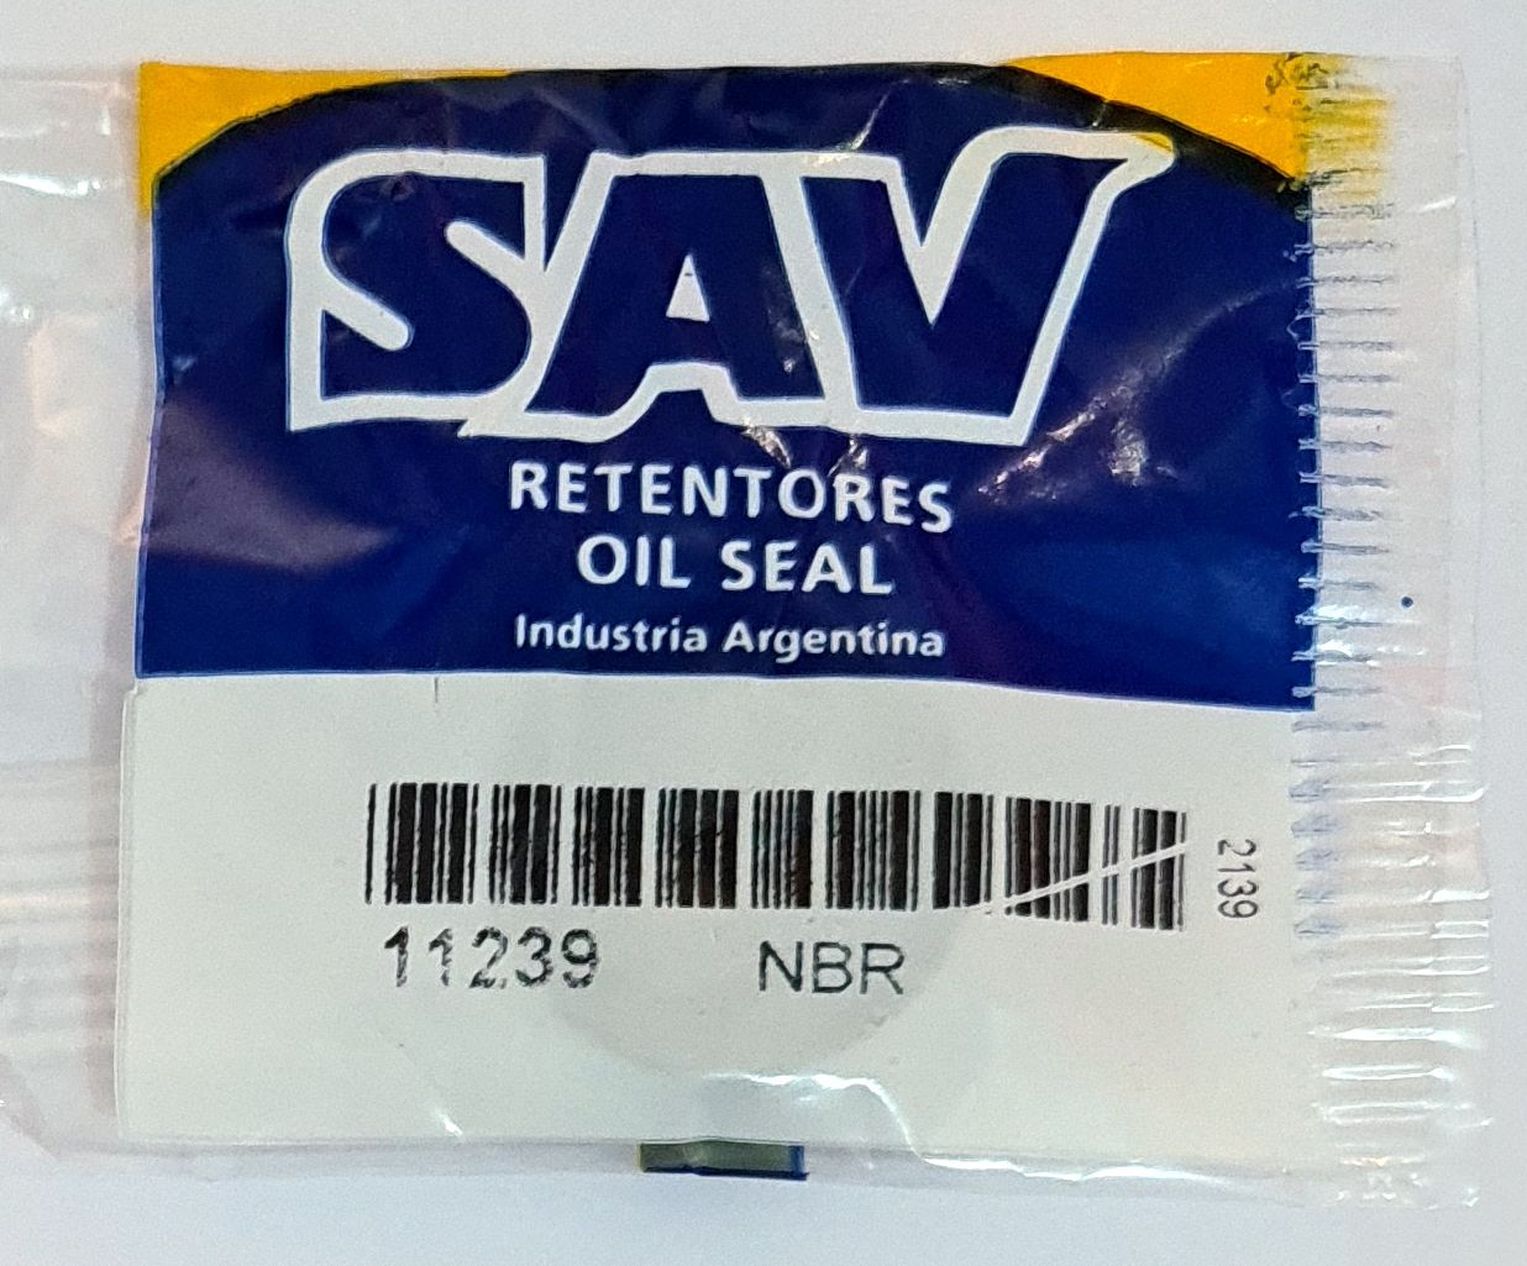 SAV
RETENTORES
OIL SEAL
Industria Argentina
2139
11239 NBR